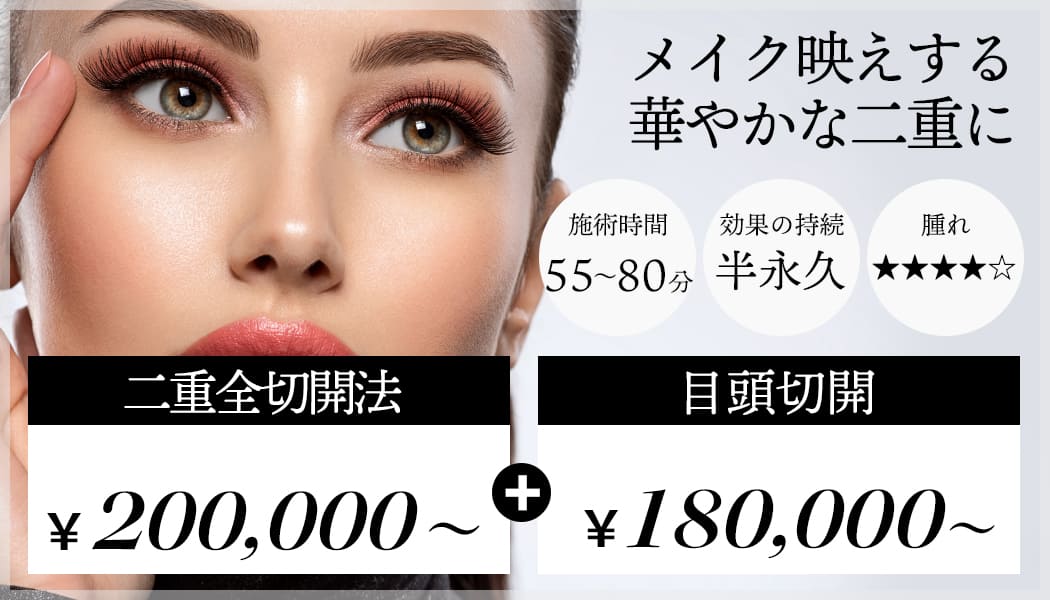 メイク映えする
華やかな二重に
施術時間
55~80分
効果の持続
半永久
腫れ
★★★★☆
二重全切開法
¥200,000~
+
目頭切開
¥180,000~